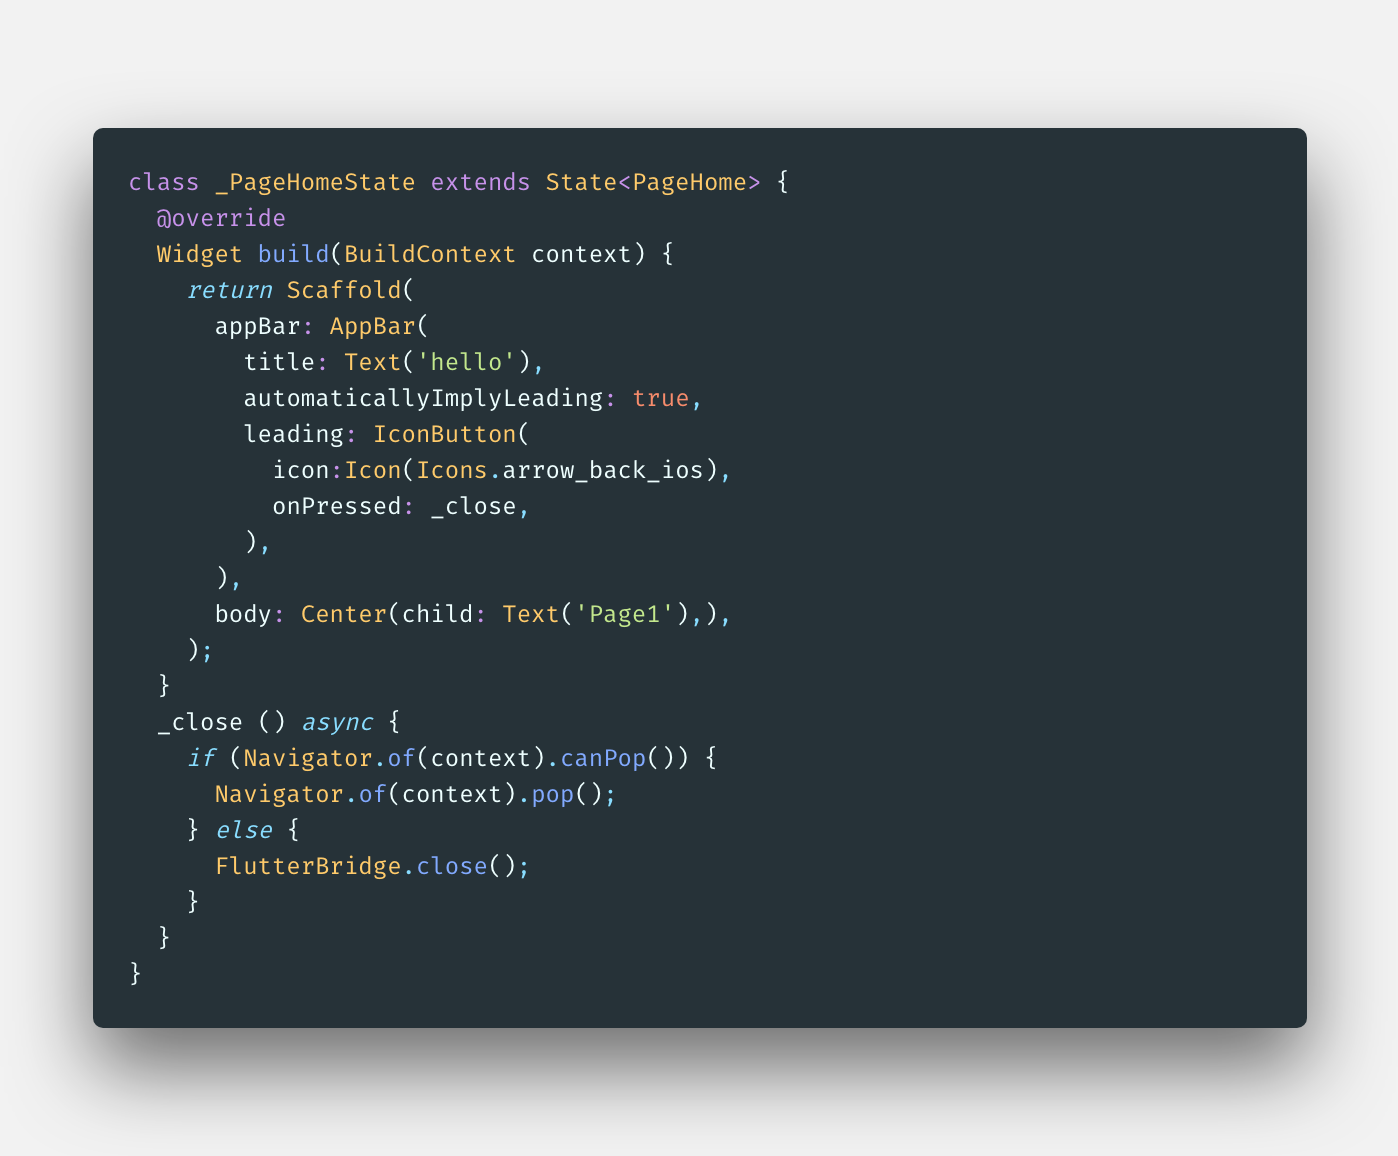 class _PageHomeState extends State<PageHome> {
  @override
  Widget build(BuildContext context) {
    return Scaffold(
      appBar: AppBar(
        title: Text('hello'),
        automaticallyImplyLeading: true,
        leading: IconButton(
          icon:Icon(Icons.arrow_back_ios),
          onPressed: _close,
        ),
      ),
      body: Center(child: Text('Page1'),),
    );
  }
  _close () async {
    if (Navigator.of(context).canPop()) {
      Navigator.of(context).pop();
    } else {
      FlutterBridge.close();
    }
  }
}